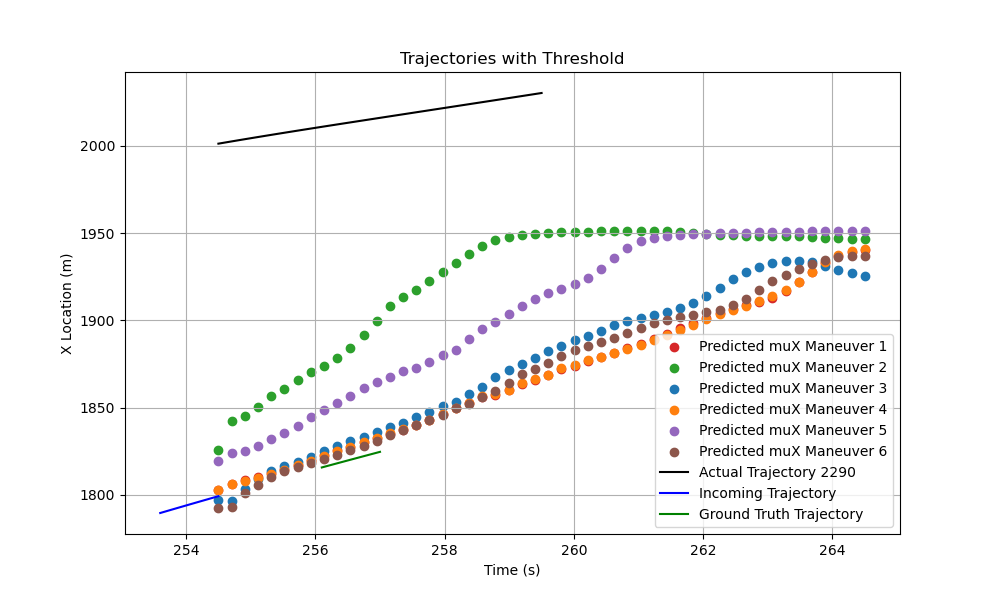 Trajectories with Threshold
X Location (m)
2000
1950
1900
1850
1800
254
256
258
260
262
264
Time (s)
Predicted muX Maneuver 1
Predicted muX Maneuver 2
Predicted muX Maneuver 3
Predicted muX Maneuver 4
Predicted muX Maneuver 5
Predicted muX Maneuver 6
Actual Trajectory 2290
Incoming Trajectory
Ground Truth Trajectory